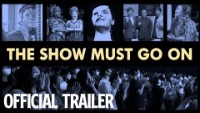 THE SHOW MUST GO ON
OFFICIAL TRAILER